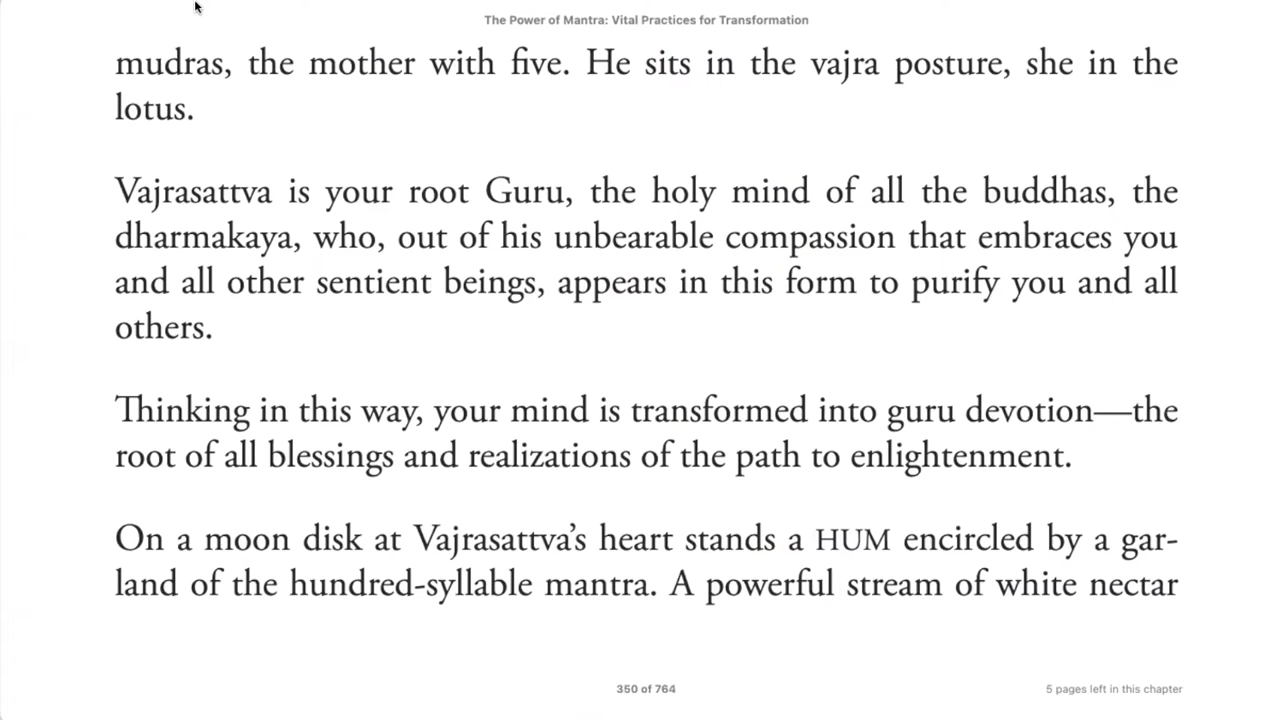 The Power of Mantra: Vital Practices for Transformation
mudras, the mother with five. He sits in the vajra posture, she in the
lotus.
Vajrasattva is your root Guru, the holy mind of all the buddhas, the
dharmakaya, who, out of his unbearable compassion that embraces you
and all other sentient beings, appears in this form to purify you and all
others.
Thinking in this way, your mind is transformed into guru devotion—the
root of all blessings and realizations of the path to enlightenment.
On a moon disk at Vajrasattva’s heart stands a HUM encircled by a gar-
land of the hundred-syllable mantra. A powerful stream of white nectar
350 of 764
5 pages left in this chapter